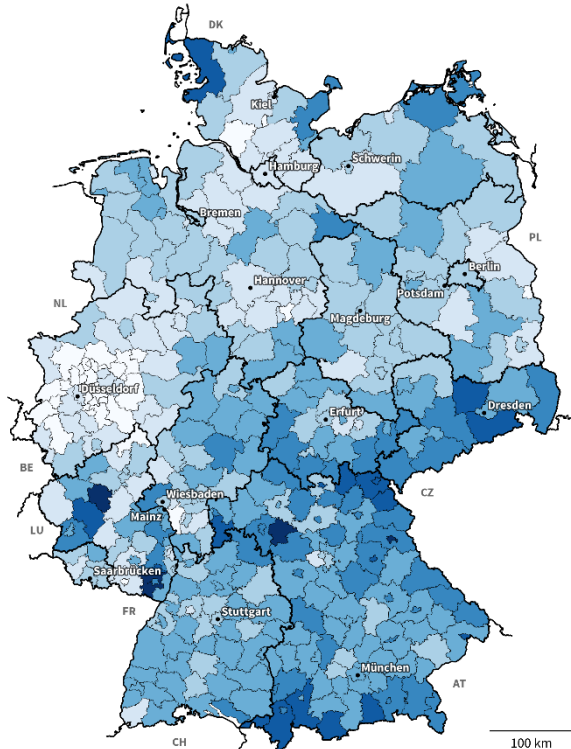 DK
Kiel
Hamburg
Schwerin
Bremen
PL
Berlin
Hannover
Potsdam
NL
Magdeburg
Düsseldorf
Dresden
Erfurt
BE
Wiesbaden
CZ
Mainz
LU
Saarbrücken
FR
Stuttgart
München
AT
CH
100 km